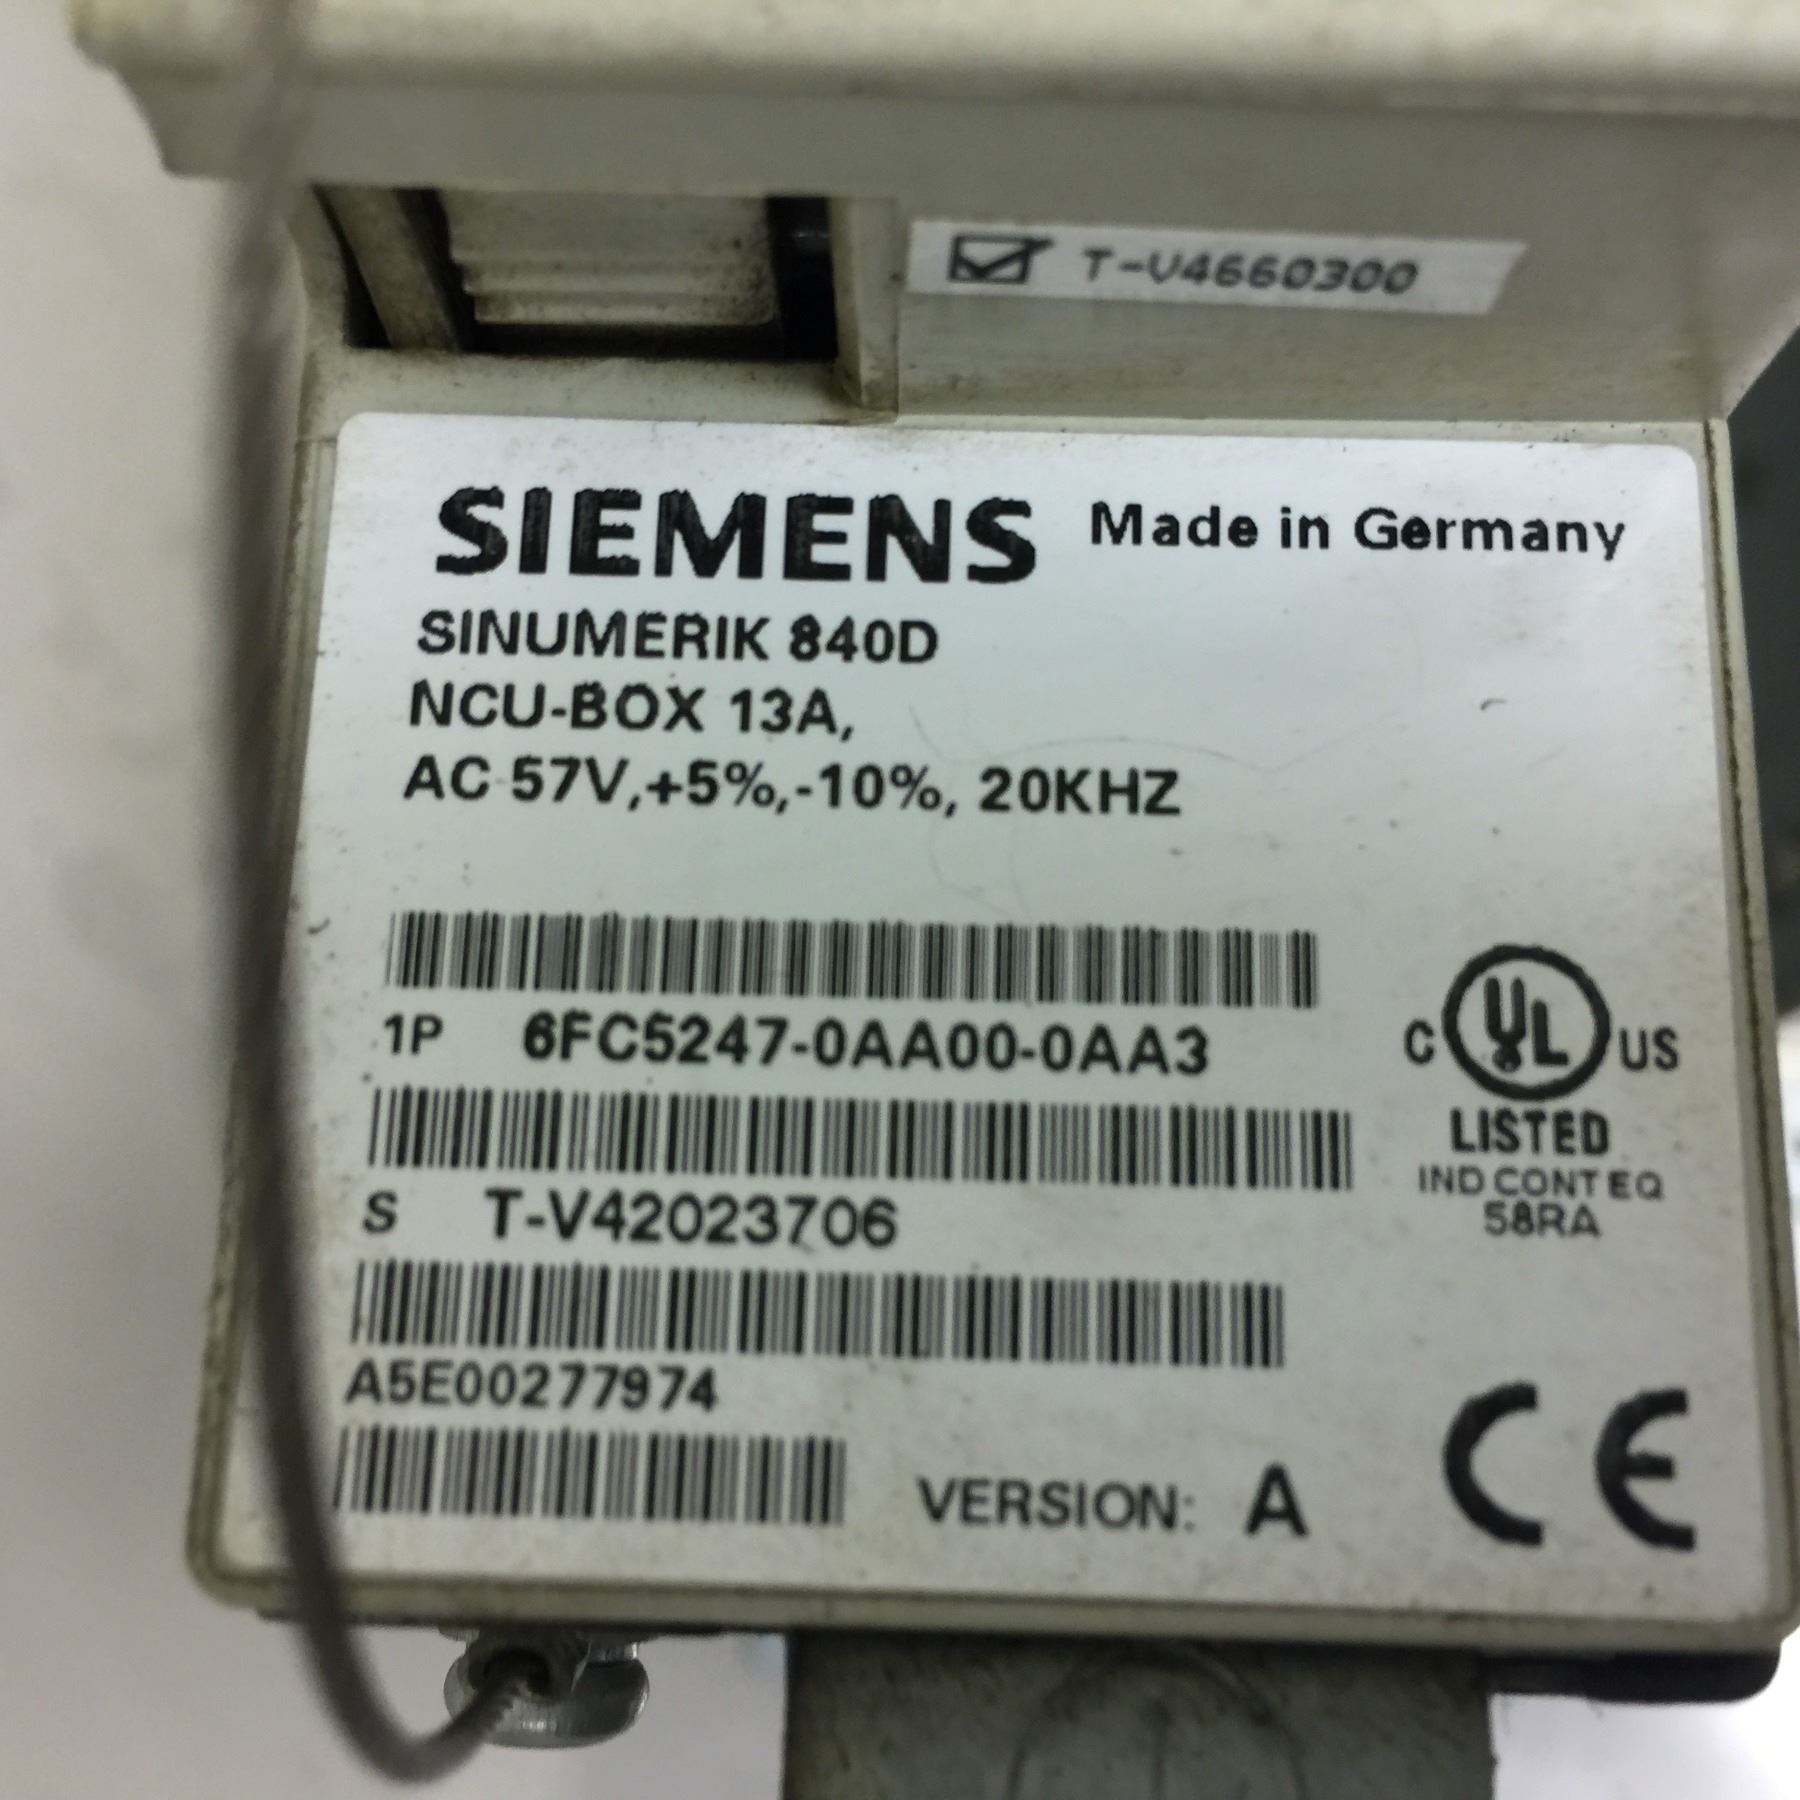 T-V4660300
SIEMENS Made in Germany
SINUMERIK 840D
NCU-BOX 13A,
AC 57V,+5%,-10%, 20KHZ
1P 6FC5247-0AA00-0AA3
C UL US
LISTED
IND CONT EQ
58RA
S T-V42023706
A5E00277974
VERSION: A
CE